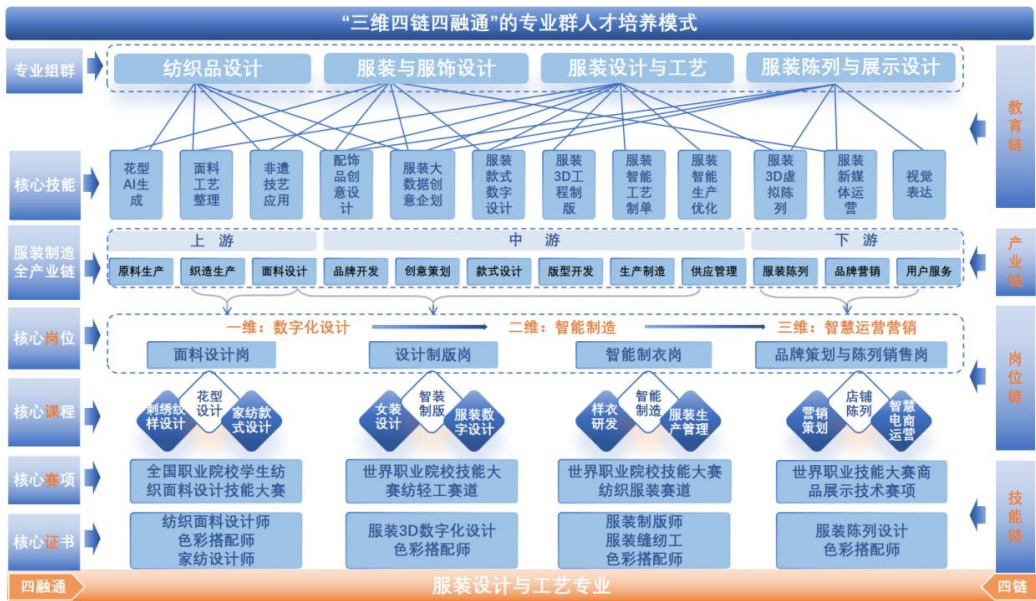 “三维四链四融通”的专业群人才培养模式
专业组群
纺织品设计
服装与服饰设计
服装设计与工艺
服装陈列与展示设计
教育链
核心技能
花型
AI生
成
面料
工艺
整理
非遗
技艺
应用
配饰
品创
意设
计
服装大
数据创
意企划
服装
款式
数字
设计
服装
3D工
程制
版
服装
智能
工艺
制单
服装
智能
生产
优化
服装
3D虚
拟陈
列
服装
新媒
体运
营
视觉
表达
服装制造
全产业链
上 游
中 游
下 游
产业链
原料生产
织造生产
面料设计
品牌开发
创意策划
款式设计
版型开发
生产制造
供应管理
服装陈列
品牌营销
用户服务
核心岗位
一维：数字化设计
二维：智能制造
三维：智慧运营营销
岗位链
面料设计岗
设计制版岗
智能制衣岗
品牌策划与陈列销售岗
核心课程
刺绣纹
样设计
花型
设计
家纺款
式设计
女装
设计
智装
制版
服装数
字设计
样衣
研发
智能
制造
服装生
产管理
营销
策划
店铺
陈列
智慧
电商
运营
核心赛项
全国职业院校学生纺
织面料设计技能大赛
世界职业院校技能大
赛纺轻工赛道
世界职业院校技能大赛
纺织服装赛道
世界职业技能大赛商
品展示技术赛项
技能链
核心证书
纺织面料设计师
色彩搭配师
家纺设计师
服装3D数字化设计
色彩搭配师
服装制版师
服装缝纫工
色彩搭配师
服装陈列设计
色彩搭配师
四融通
服装设计与工艺专业
四链